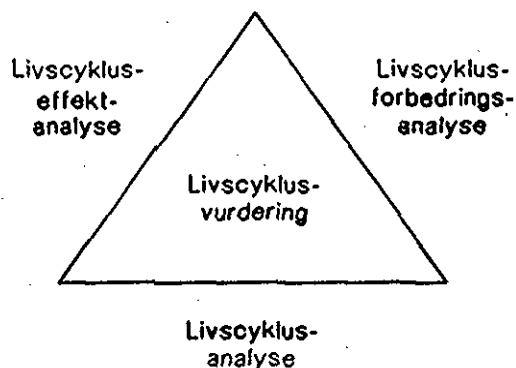 Livscyklus-
effekt-
analyse
Livscyklus-
forbedrings-
analyse
Livscyklus-
vurdering
Livscyklus-
analyse